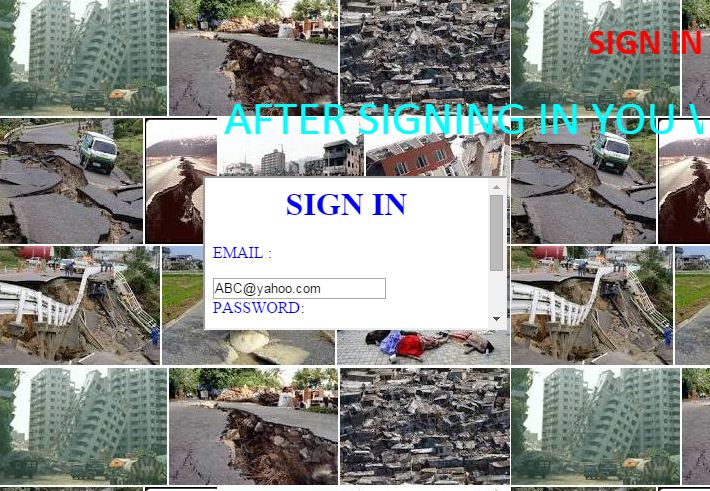 SIGN IN
AFTER SIGNING IN YOU
SIGN IN
EMAIL :
ABC@yahoo.com
PASSWORD: